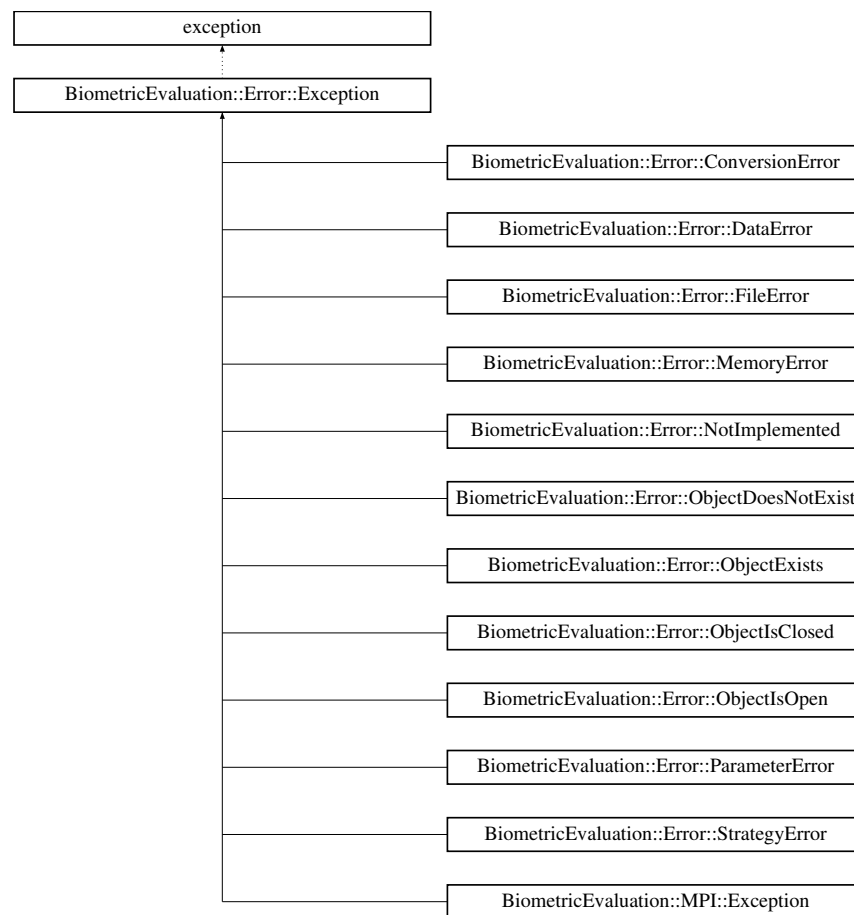 exception
BiometricEvaluation::Error::Exception
BiometricEvaluation::Error::ConversionError
BiometricEvaluation::Error::DataError
BiometricEvaluation::Error::FileError
BiometricEvaluation::Error::MemoryError
BiometricEvaluation::Error::NotImplemented
BiometricEvaluation::Error::ObjectDoesNotExist
BiometricEvaluation::Error::ObjectExists
BiometricEvaluation::Error::ObjectIsClosed
BiometricEvaluation::Error::ObjectIsOpen
BiometricEvaluation::Error::ParameterError
BiometricEvaluation::Error::StrategyError
BiometricEvaluation::MPI::Exception